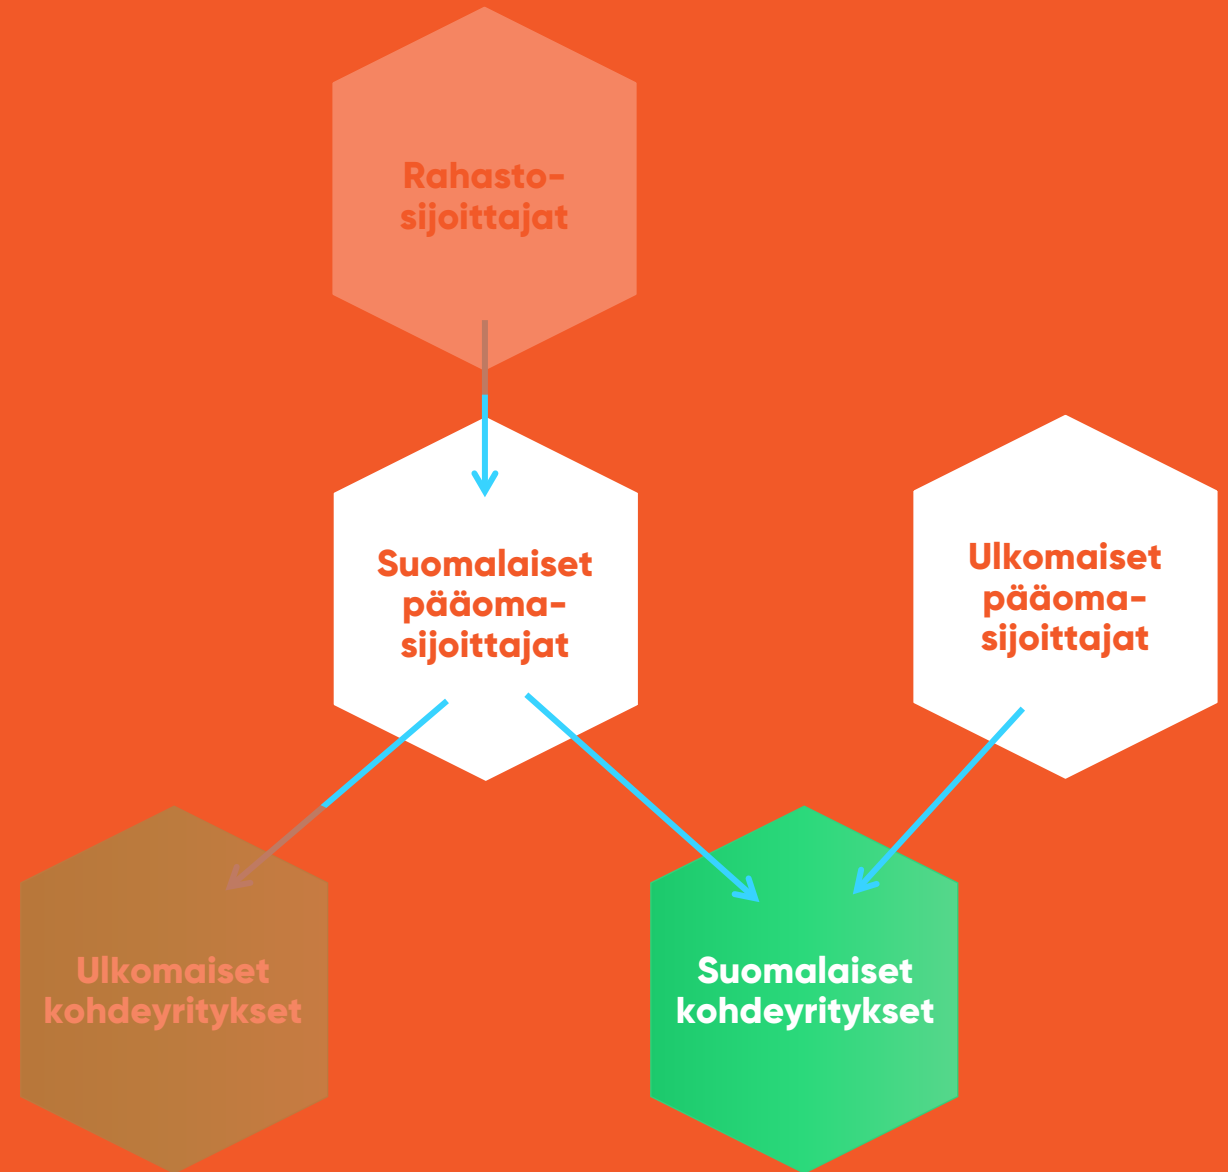 Rahasto-
sijoittajat
Suomalaiset
pääoma-
sijoittajat
Ulkomaiset
pääoma-
sijoittajat
Ulkomaiset
kohdeyritykset
Suomalaiset
kohdeyritykset